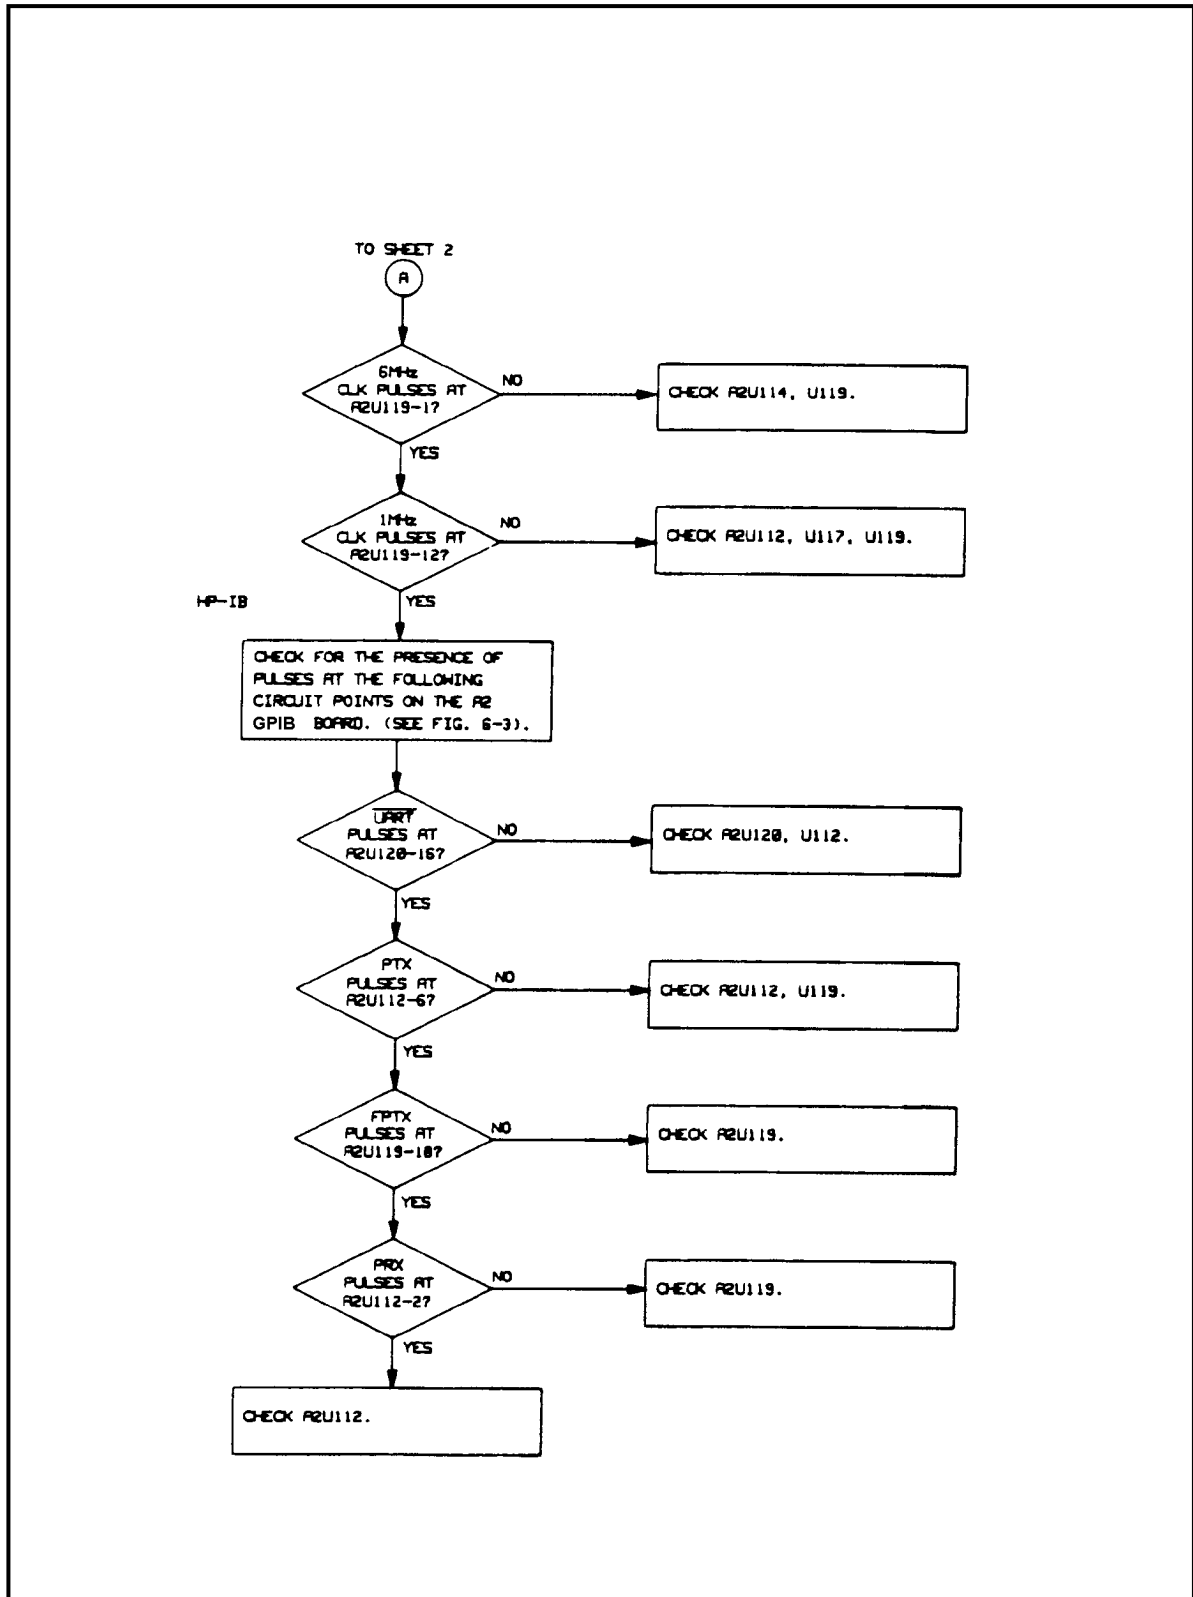 TO SHEET 2
A
6MHz
CLK PULSES AT
A2U119-1?
NO
CHECK A2U114, U119.
YES
1MHz
CLK PULSES AT
A2U119-12?
NO
CHECK A2U112, U117, U119.
YES
HP-IB
CHECK FOR THE PRESENCE OF
PULSES AT THE FOLLOWING
CIRCUIT POINTS ON THE A2
GPIB BOARD. (SEE FIG. 6-3).
UART
PULSES AT
A2U120-16?
NO
CHECK A2U120, U112.
YES
PTX
PULSES AT
A2U112-6?
NO
CHECK A2U112, U119.
YES
FPTX
PULSES AT
A2U119-18?
NO
CHECK A2U119.
YES
PRX
PULSES AT
A2U112-2?
NO
CHECK A2U119.
YES
CHECK A2U112.